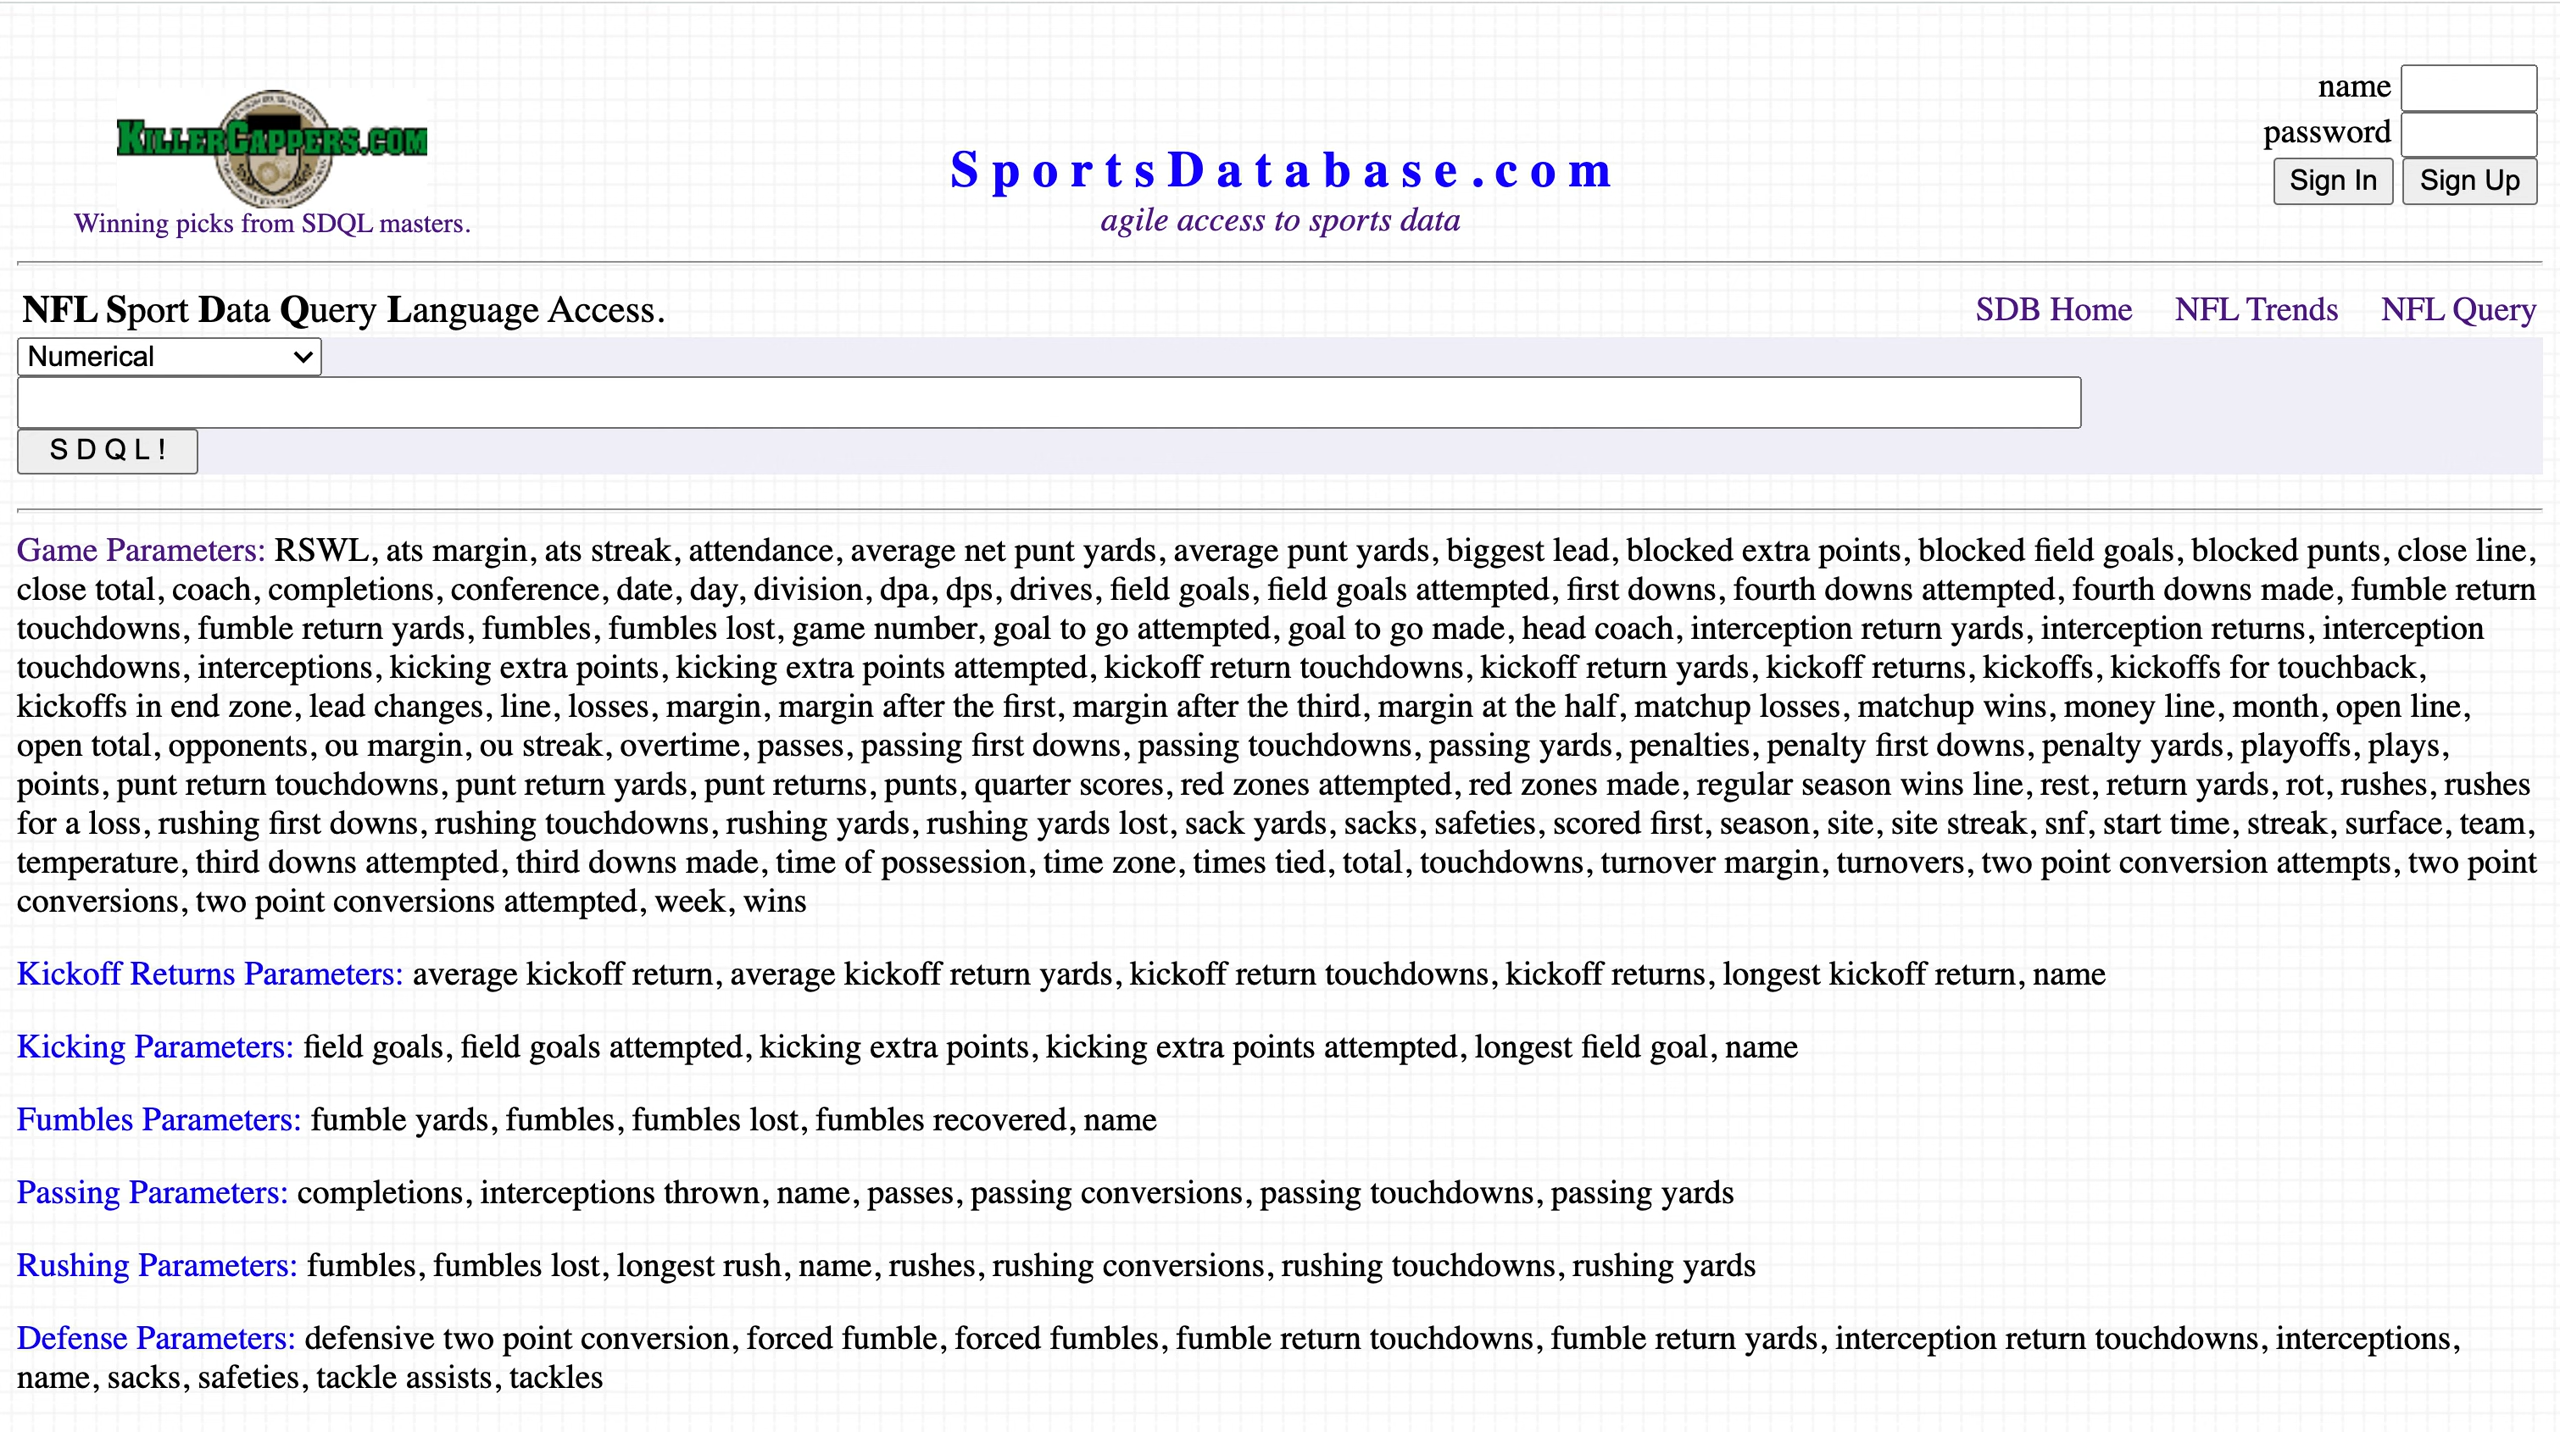 KILLERCAPPERS.COM
Winning picks from SDQL masters.
SportsDatabase.com
agile access to sports data
name
password
Sign In Sign Up
NFL Sport Data Query Language Access.
SDB Home NFL Trends NFL Query
Numerical
S D Q L !
Game Parameters: RSWL, ats margin, ats streak, attendance, average net punt yards, average punt yards, biggest lead, blocked extra points, blocked field goals, blocked punts, close line,
close total, coach, completions, conference, date, day, division, dpa, dps, drives, field goals, field goals attempted, first downs, fourth downs attempted, fourth downs made, fumble return
touchdowns, fumble return yards, fumbles, fumbles lost, game number, goal to go attempted, goal to go made, head coach, interception return yards, interception returns, interception
touchdowns, interceptions, kicking extra points, kicking extra points attempted, kickoff return touchdowns, kickoff return yards, kickoff returns, kickoffs, kickoffs for touchback,
kickoffs in end zone, lead changes, line, losses, margin, margin after the first, margin after the third, margin at the half, matchup losses, matchup wins, money line, month, open line,
open total, opponents, ou margin, ou streak, overtime, passes, passing first downs, passing touchdowns, passing yards, penalties, penalty first downs, penalty yards, playoffs, plays,
points, punt return touchdowns, punt return yards, punt returns, punts, quarter scores, red zones attempted, red zones made, regular season wins line, rest, return yards, rot, rushes, rushes
for a loss, rushing first downs, rushing touchdowns, rushing yards, rushing yards lost, sack yards, sacks, safeties, scored first, season, site, site streak, snf, start time, streak, surface, team,
temperature, third downs attempted, third downs made, time of possession, time zone, times tied, total, touchdowns, turnover margin, turnovers, two point conversion attempts, two point
conversions, two point conversions attempted, week, wins
Kickoff Returns Parameters: average kickoff return, average kickoff return yards, kickoff return touchdowns, kickoff returns, longest kickoff return, name
Kicking Parameters: field goals, field goals attempted, kicking extra points, kicking extra points attempted, longest field goal, name
Fumbles Parameters: fumble yards, fumbles, fumbles lost, fumbles recovered, name
Passing Parameters: completions, interceptions thrown, name, passes, passing conversions, passing touchdowns, passing yards
Rushing Parameters: fumbles, fumbles lost, longest rush, name, rushes, rushing conversions, rushing touchdowns, rushing yards
Defense Parameters: defensive two point conversion, forced fumble, forced fumbles, fumble return touchdowns, fumble return yards, interception return touchdowns, interceptions,
name, sacks, safeties, tackle assists, tackles